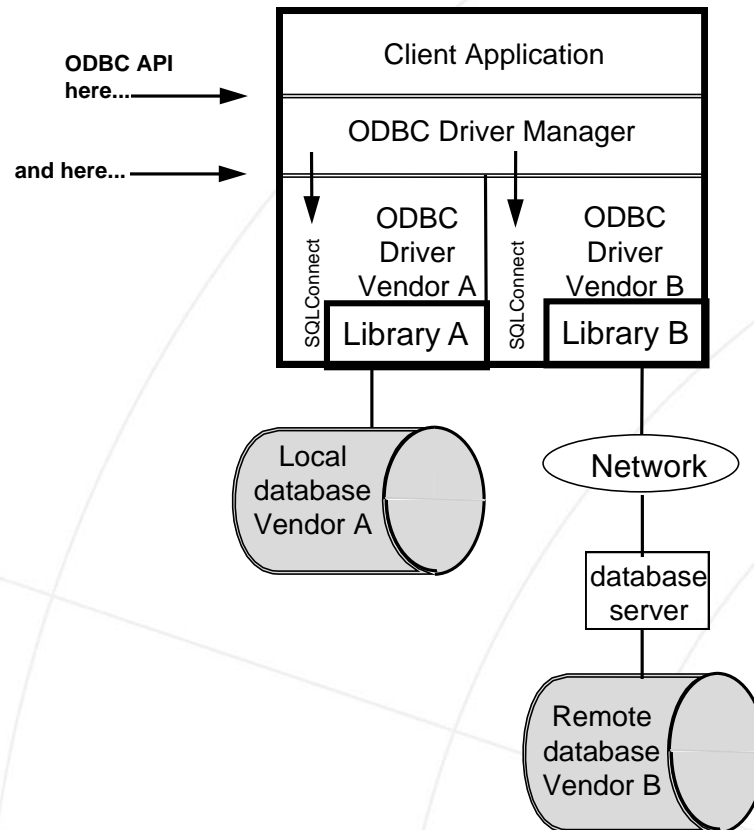 Client Application
ODBC API
here...
ODBC Driver Manager
and here...
SQLConnect
ODBC
Driver
Vendor A
Library A
SQLConnect
ODBC
Driver
Vendor B
Library B
Local
database
Vendor A
Network
database
server
Remote
database
Vendor B